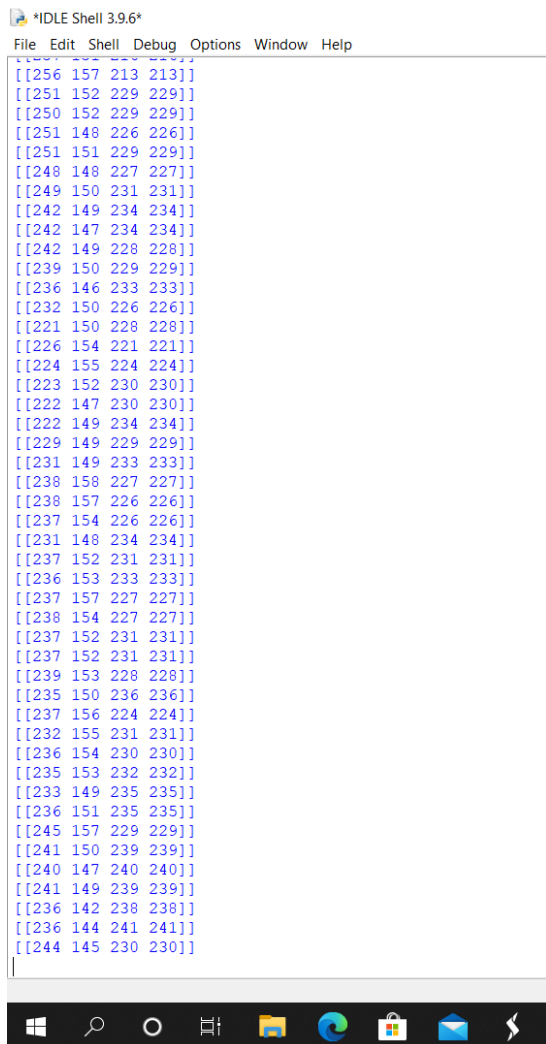 *IDLE Shell 3.9.6*
File Edit Shell Debug Options Window Help
[[256 157 213 213]]
[[251 152 229 229]]
[[250 152 229 229]]
[[251 148 226 226]]
[[251 151 229 229]]
[[248 148 227 227]]
[[249 150 231 231]]
[[242 149 234 234]]
[[242 147 234 234]]
[[242 149 228 228]]
[[239 150 229 229]]
[[236 146 233 233]]
[[232 150 226 226]]
[[221 150 228 228]]
[[226 154 221 221]]
[[224 155 224 224]]
[[223 152 230 230]]
[[222 147 230 230]]
[[222 149 234 234]]
[[229 149 229 229]]
[[231 149 233 233]]
[[238 158 227 227]]
[[238 157 226 226]]
[[237 154 226 226]]
[[231 148 234 234]]
[[237 152 231 231]]
[[236 153 233 233]]
[[237 157 227 227]]
[[238 154 227 227]]
[[237 152 231 231]]
[[237 152 231 231]]
[[239 153 228 228]]
[[235 150 236 236]]
[[237 156 224 224]]
[[232 155 231 231]]
[[236 154 230 230]]
[[235 153 232 232]]
[[233 149 235 235]]
[[236 151 235 235]]
[[245 157 229 229]]
[[241 150 239 239]]
[[240 147 240 240]]
[[241 149 239 239]]
[[236 142 238 238]]
[[236 144 241 241]]
[[244 145 230 230]]